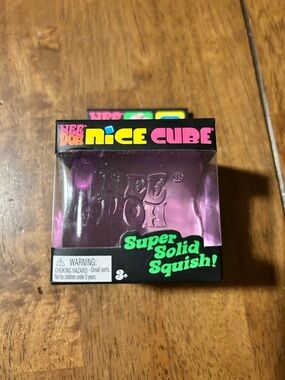 NEE DOH NICE CUBE®
NEE®
DOH
Super
Solid
Squish!
⚠ WARNING:
CHOKING HAZARD - Small parts.
Not for children under 3 years.
3+